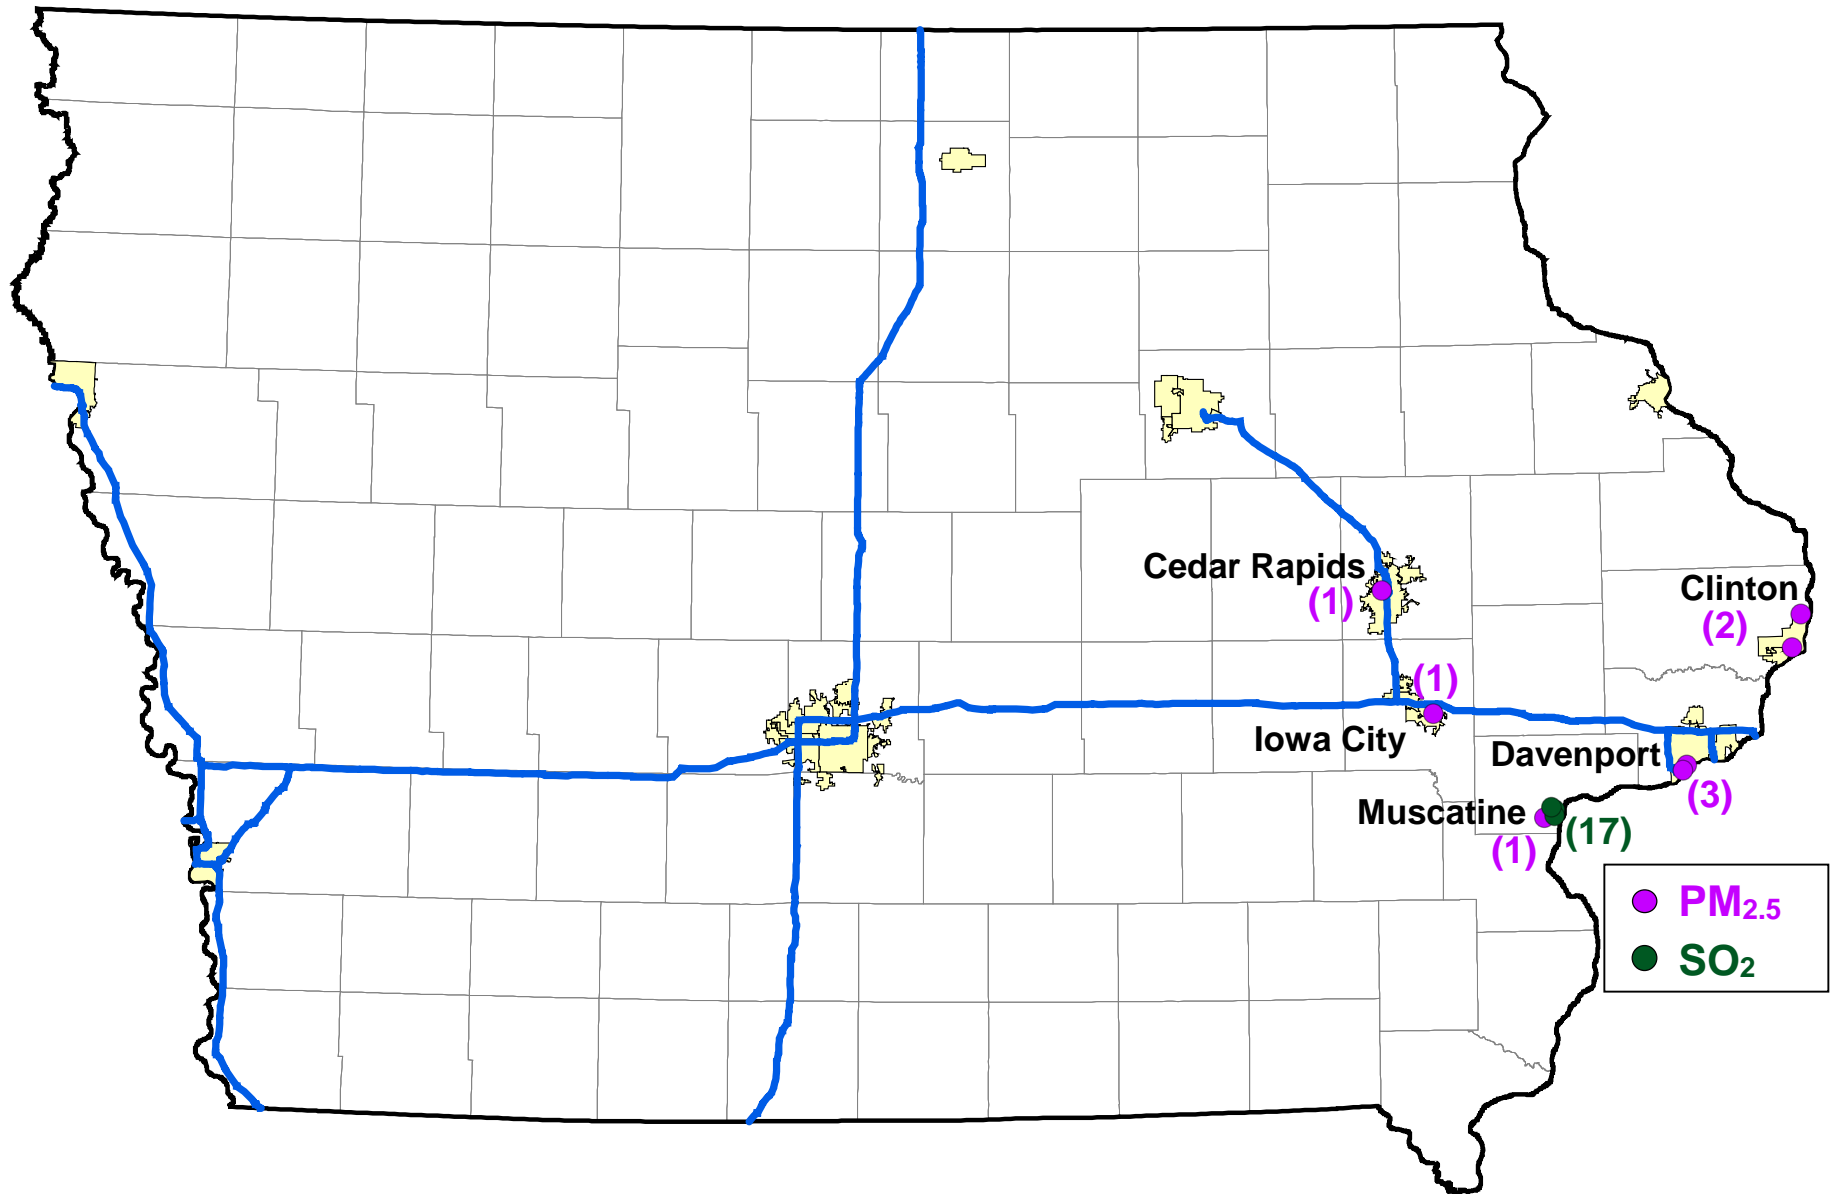 Cedar Rapids
(1)
Clinton
(2)
(1)
Iowa City
Davenport
(3)
Muscatine
(17)
(1)
PM2.5
SO2